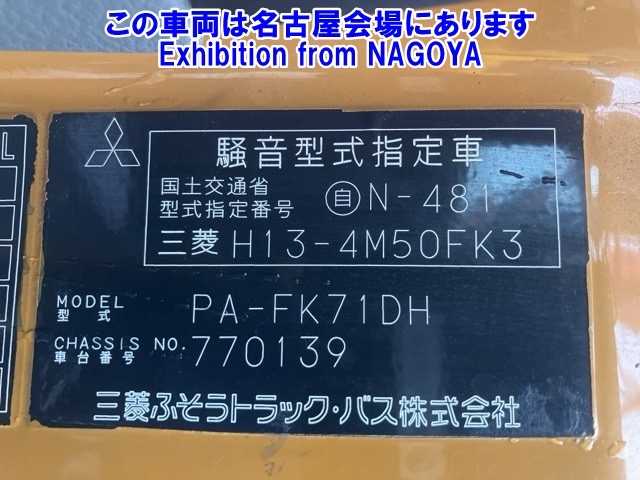 この車両は名古屋会場にあります
Exhibition from NAGOYA
L
騒音型式指定車
国土交通省
型式指定番号
自N-481
三菱 H13-4M50FK3
MODEL
型式
PA-FK71DH
CHASSIS NO.
車台番号
770139
三菱ふそうトラック・バス株式会社